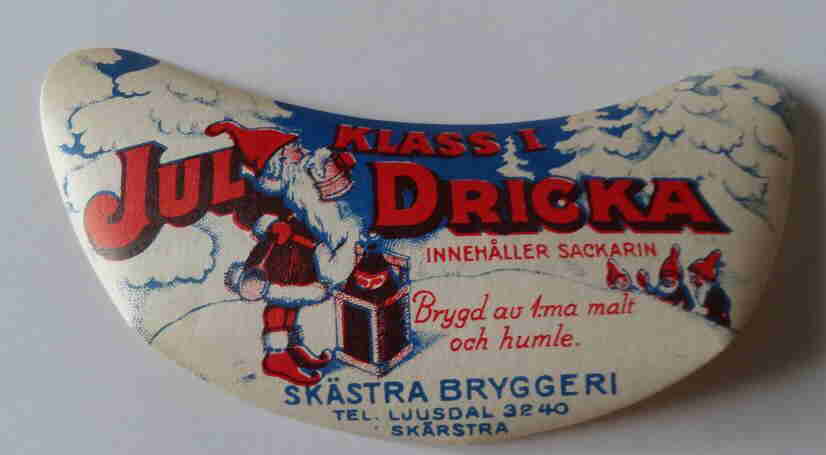 KLASS I
JUL DRICKA
INNEHÅLLER SACKARIN
Brygd av 1:ma malt
och humle.
SKÄSTRA BRYGGERI
TEL. LJUSDAL 3240
SKÄRSTRA